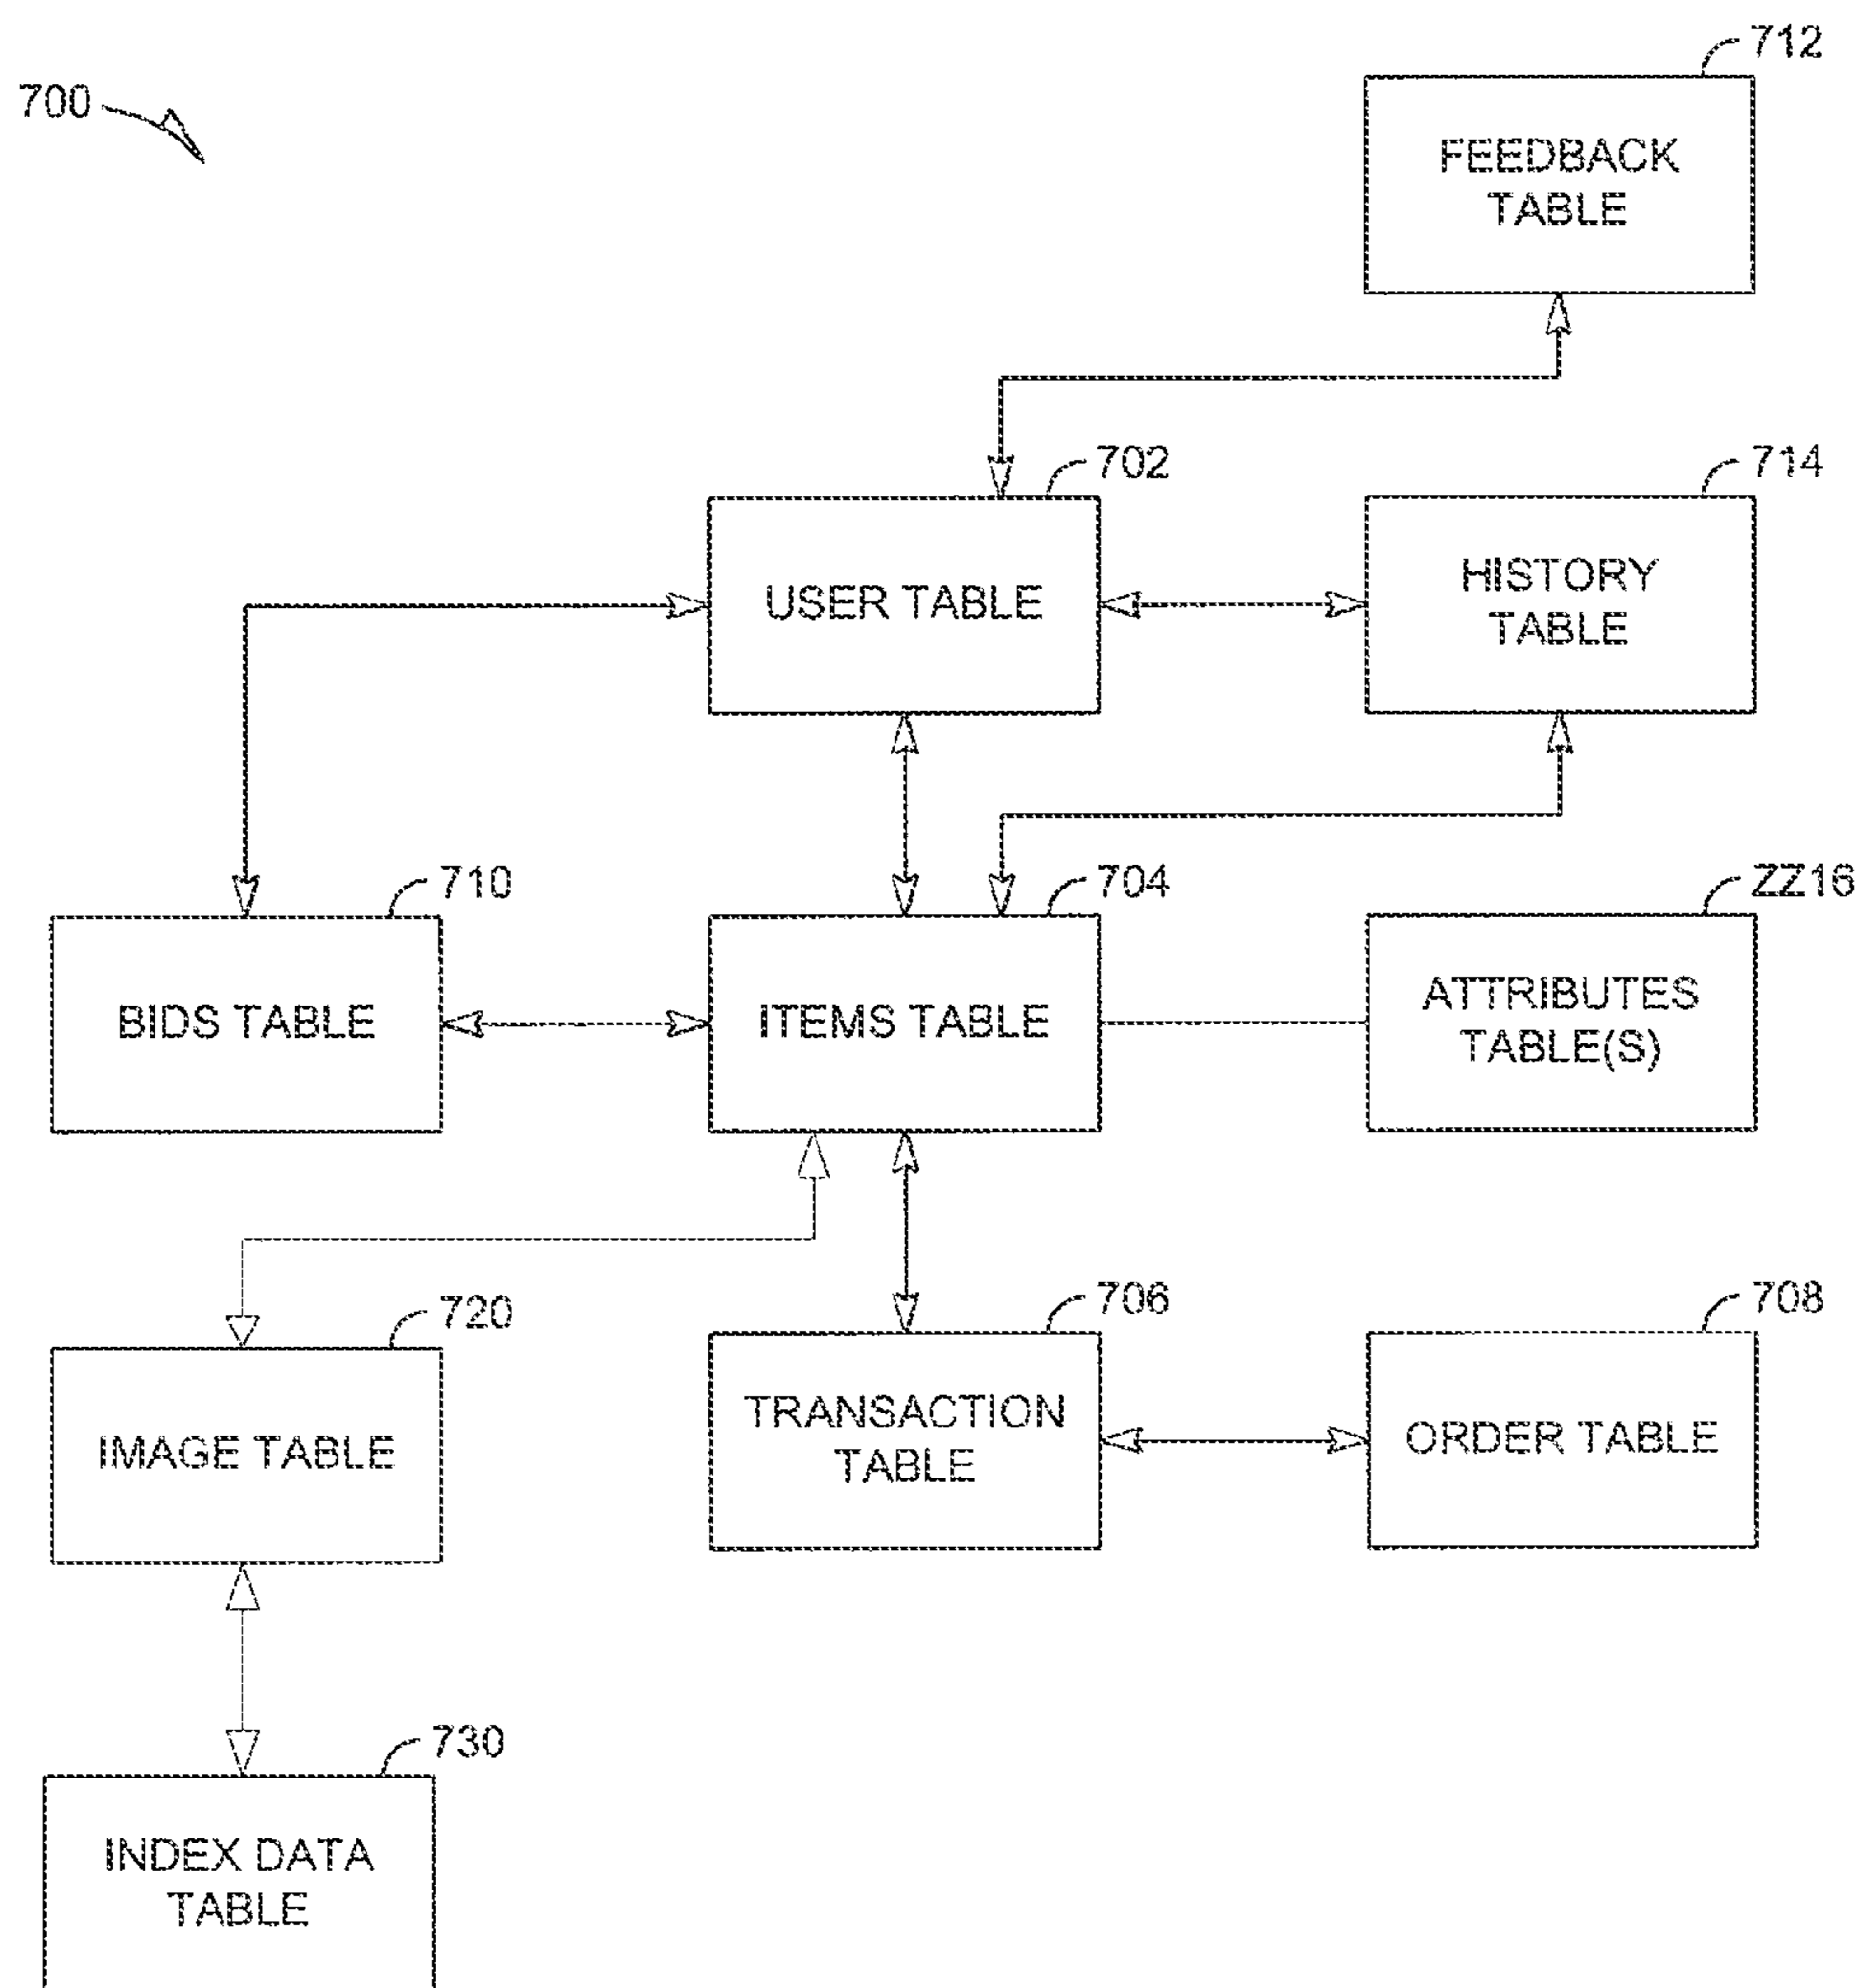 712
700
FEEDBACK
TABLE
702
714
USER TABLE
HISTORY
TABLE
710
704
ZZ16
BIDS TABLE
ITEMS TABLE
ATTRIBUTES
TABLE(S)
720
706
708
IMAGE TABLE
TRANSACTION
TABLE
ORDER TABLE
730
INDEX DATA
TABLE